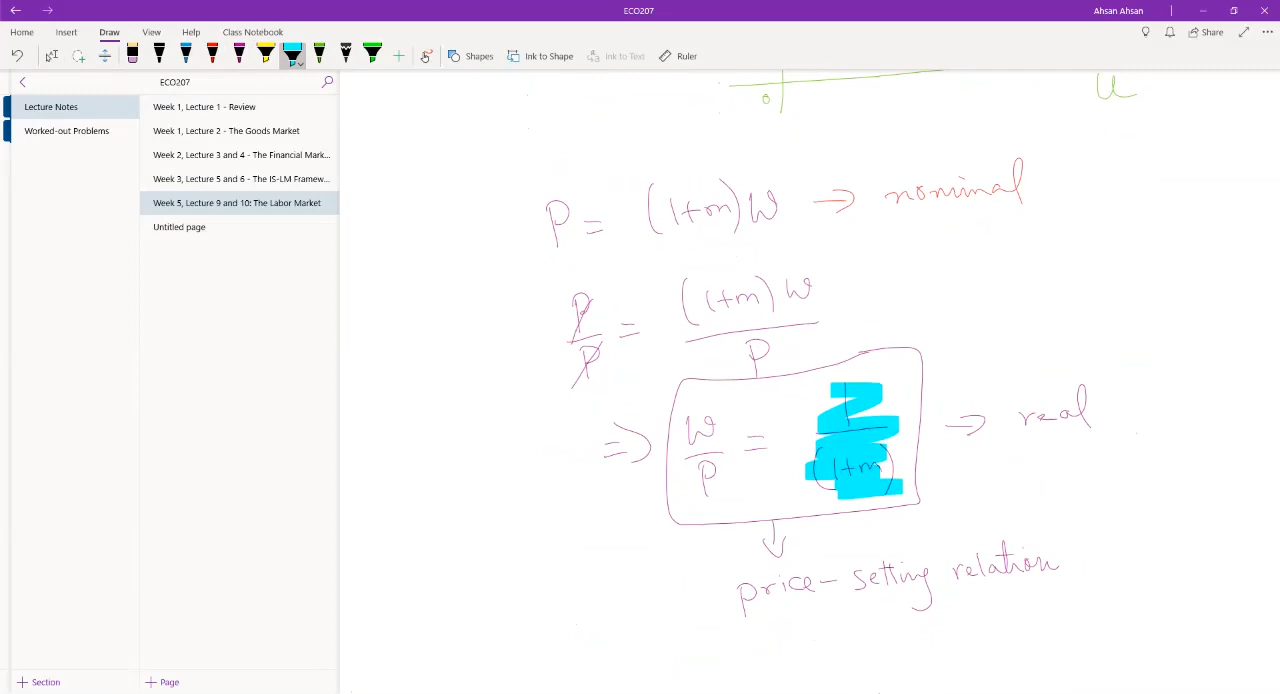 ECO207
Ahsan Ahsan
Home Insert Draw View Help Class Notebook
Share
Shapes Ink to Shape Ink to Text Ruler
ECO207
Lecture Notes
Worked-out Problems
Week 1, Lecture 1 - Review
Week 1, Lecture 2 - The Goods Market
Week 2, Lecture 3 and 4 - The Financial Mark...
Week 3, Lecture 5 and 6 - The IS-LM Framew...
Week 5, Lecture 9 and 10: The Labor Market
Untitled page
+ Section
+ Page
0 u
P = (1+m)W → nominal
P/P = (1+m)W/P
⇒ W/P = 1/(1+m) → real
price-setting relation